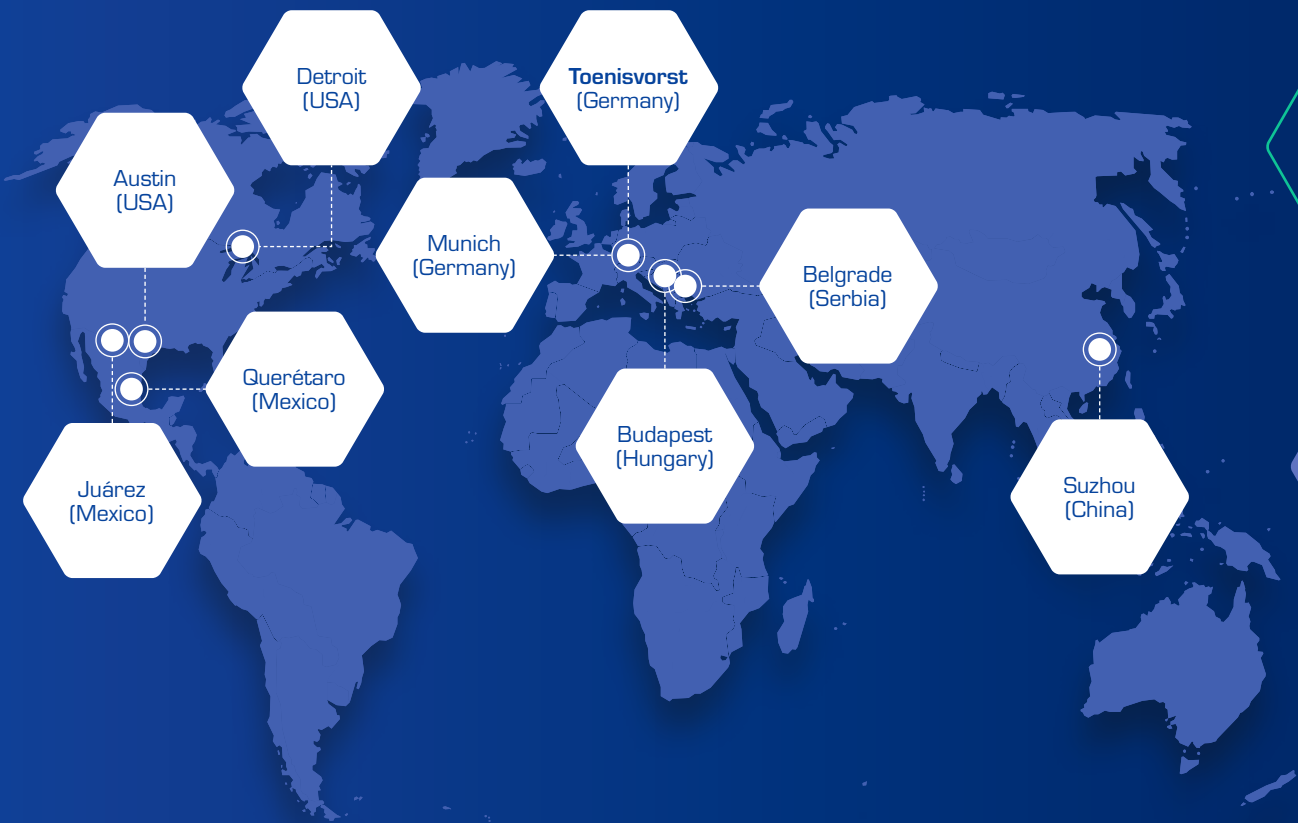 Detroit
(USA)
Toenisvorst
(Germany)
Austin
(USA)
Munich
(Germany)
Belgrade
(Serbia)
Querétaro
(Mexico)
Budapest
(Hungary)
Juárez
(Mexico)
Suzhou
(China)